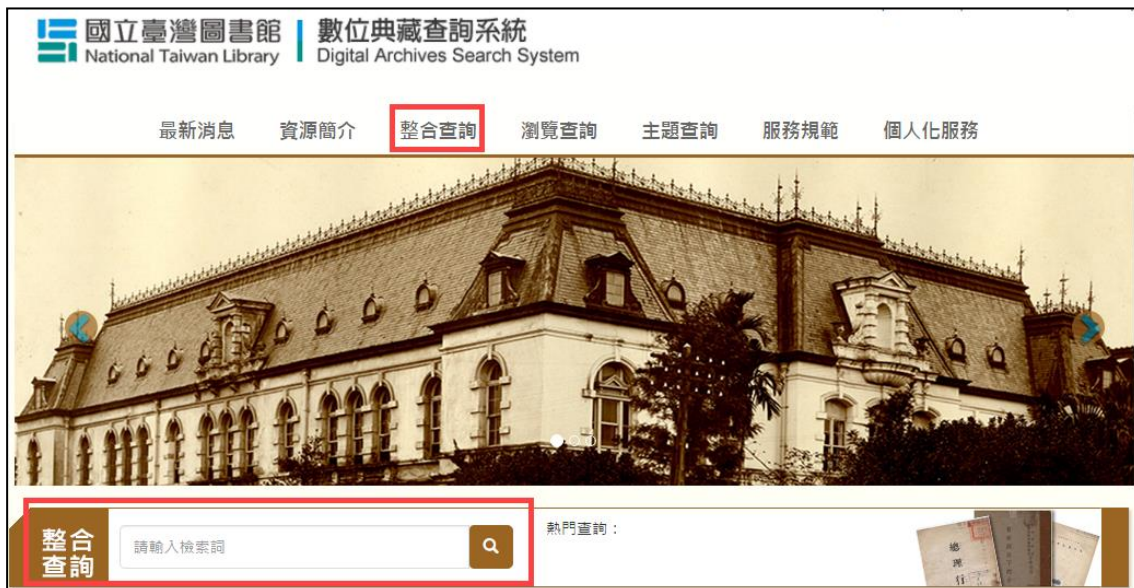 國立臺灣圖書館
National Taiwan Library
數位典藏查詢系統
Digital Archives Search System
最新消息 資源簡介 整合查詢 瀏覽查詢 主題查詢 服務規範 個人化服務
整合
查詢
請輸入檢索詞
熱門查詢：
總理